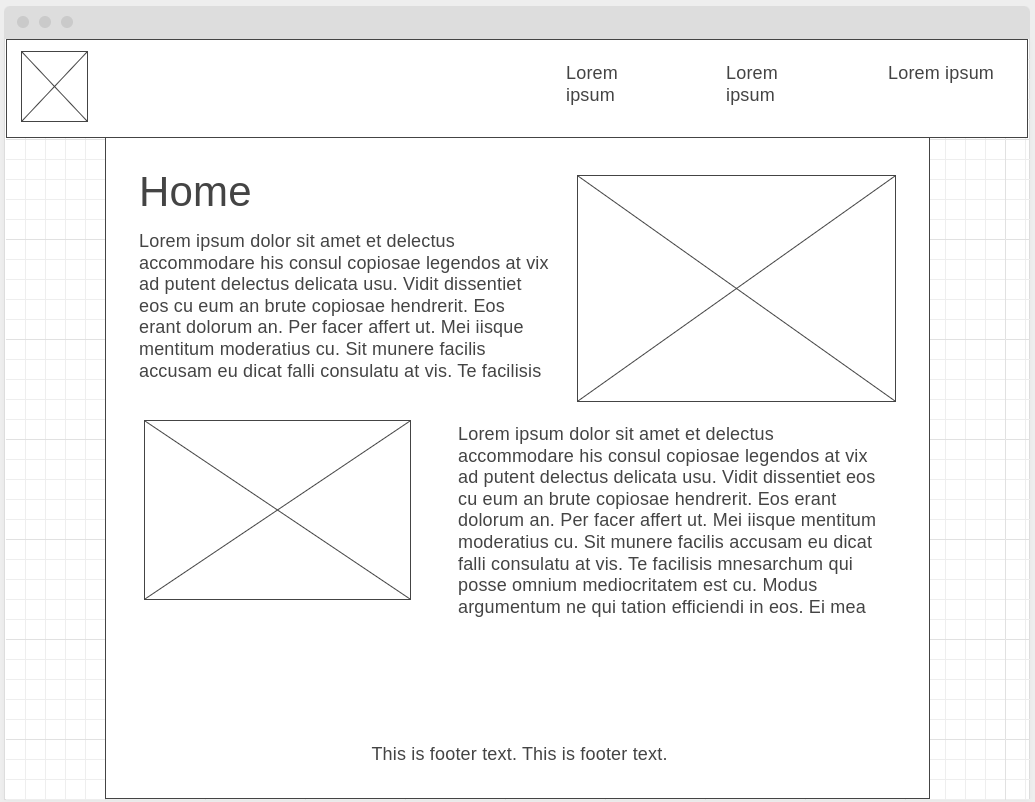 Lorem
ipsum
Lorem
ipsum
Lorem ipsum
Home
Lorem ipsum dolor sit amet et delectus
accommodare his consul copiosae legendos at vix
ad putent delectus delicata usu. Vidit dissentiet
eos cu eum an brute copiosae hendrerit. Eos
erant dolorum an. Per facer affert ut. Mei iisque
mentitum moderatius cu. Sit munere facilis
accusam eu dicat falli consulatu at vis. Te facilisis
Lorem ipsum dolor sit amet et delectus
accommodare his consul copiosae legendos at vix
ad putent delectus delicata usu. Vidit dissentiet eos
cu eum an brute copiosae hendrerit. Eos erant
dolorum an. Per facer affert ut. Mei iisque mentitum
moderatius cu. Sit munere facilis accusam eu dicat
falli consulatu at vis. Te facilisis mnesarchum qui
posse omnium mediocritatem est cu. Modus
argumentum ne qui tation efficiendi in eos. Ei mea
This is footer text. This is footer text.